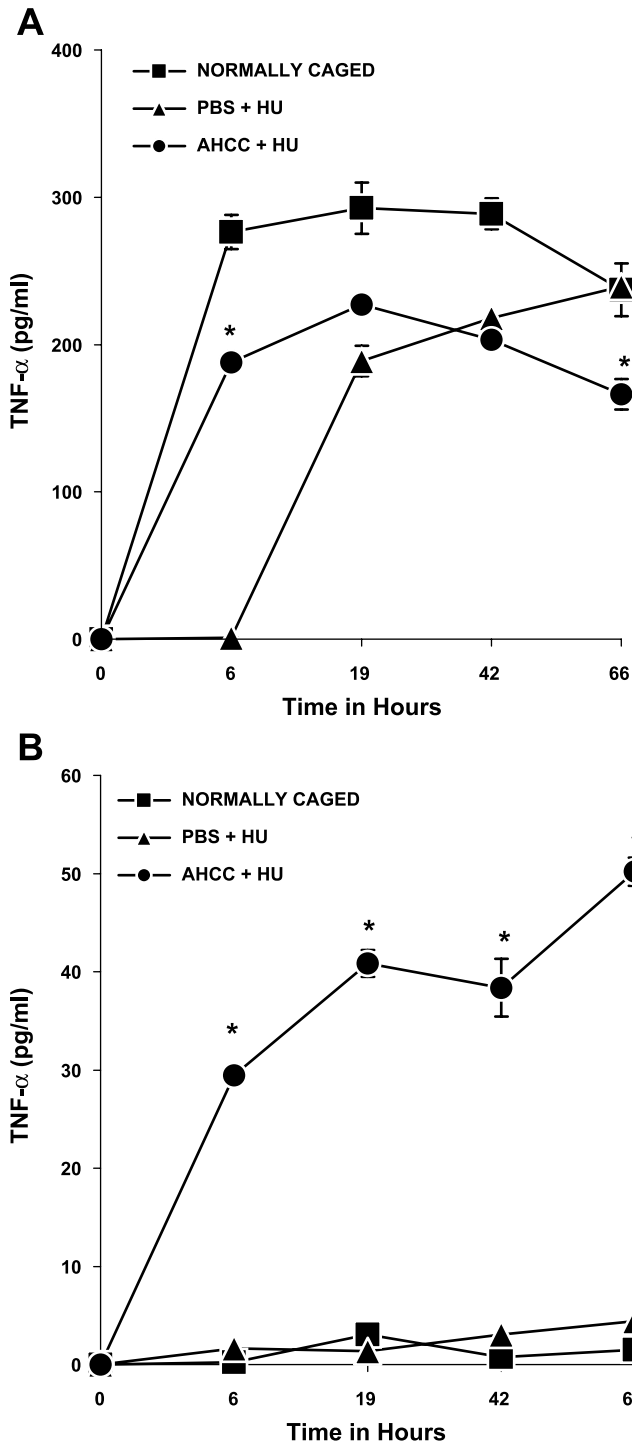 A
400
NORMALLY CAGED
PBS + HU
AHCC + HU
300
*
200
*
TNF-α (pg/ml)
100
0
0 6 19 42 66
Time in Hours
B
60
NORMALLY CAGED
PBS + HU
AHCC + HU
50
* *
40
*
TNF-α (pg/ml)
30
20
10
0
0 6 19 42
Time in Hours